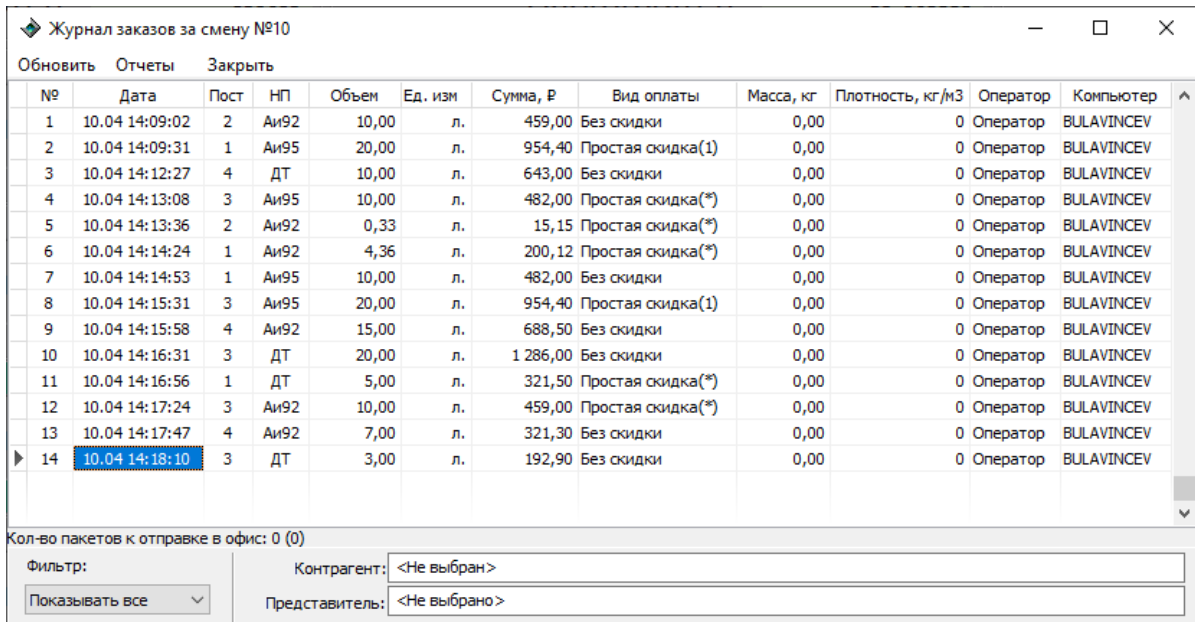 Журнал заказов за смену №10
Обновить Отчеты Закрыть
№ Дата Пост НП Объем Ед. изм Сумма, ₽ Вид оплаты Масса, кг Плотность, кг/м3 Оператор Компьютер
1 10.04 14:09:02 2 Аи92 10,00 л. 459,00 Без скидки 0,00 0 Оператор BULAVINCEV
2 10.04 14:09:31 1 Аи95 20,00 л. 954,40 Простая скидка(1) 0,00 0 Оператор BULAVINCEV
3 10.04 14:12:27 4 ДТ 10,00 л. 643,00 Без скидки 0,00 0 Оператор BULAVINCEV
4 10.04 14:13:08 3 Аи95 10,00 л. 482,00 Простая скидка(*) 0,00 0 Оператор BULAVINCEV
5 10.04 14:13:36 2 Аи92 0,33 л. 15,15 Простая скидка(*) 0,00 0 Оператор BULAVINCEV
6 10.04 14:14:24 1 Аи92 4,36 л. 200,12 Простая скидка(*) 0,00 0 Оператор BULAVINCEV
7 10.04 14:14:53 1 Аи95 10,00 л. 482,00 Без скидки 0,00 0 Оператор BULAVINCEV
8 10.04 14:15:31 3 Аи95 20,00 л. 954,40 Простая скидка(1) 0,00 0 Оператор BULAVINCEV
9 10.04 14:15:58 4 Аи92 15,00 л. 688,50 Без скидки 0,00 0 Оператор BULAVINCEV
10 10.04 14:16:31 3 ДТ 20,00 л. 1 286,00 Без скидки 0,00 0 Оператор BULAVINCEV
11 10.04 14:16:56 1 ДТ 5,00 л. 321,50 Простая скидка(*) 0,00 0 Оператор BULAVINCEV
12 10.04 14:17:24 3 Аи92 10,00 л. 459,00 Простая скидка(*) 0,00 0 Оператор BULAVINCEV
13 10.04 14:17:47 4 Аи92 7,00 л. 321,30 Без скидки 0,00 0 Оператор BULAVINCEV
14 10.04 14:18:10 3 ДТ 3,00 л. 192,90 Без скидки 0,00 0 Оператор BULAVINCEV
Кол-во пакетов к отправке в офис: 0 (0)
Фильтр:
Показывать все
Контрагент: <Не выбран>
Представитель: <Не выбрано>